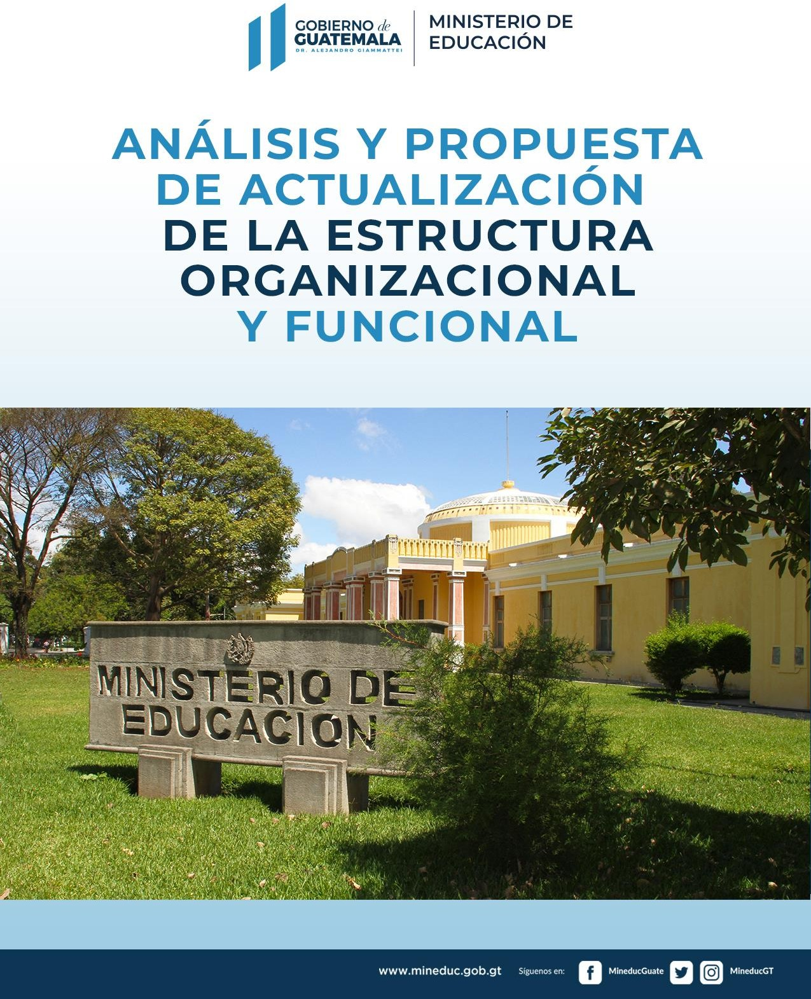 GOBIERNO de
GUATEMALA
DR. ALEJANDRO GIAMMATTEI
MINISTERIO DE
EDUCACIÓN
ANÁLISIS Y PROPUESTA
DE ACTUALIZACIÓN
DE LA ESTRUCTURA
ORGANIZACIONAL
Y FUNCIONAL
MINISTERIO DE
EDUCACION
www.mineduc.gob.gt
Síguenos en:
MineducGuate
MineducGT